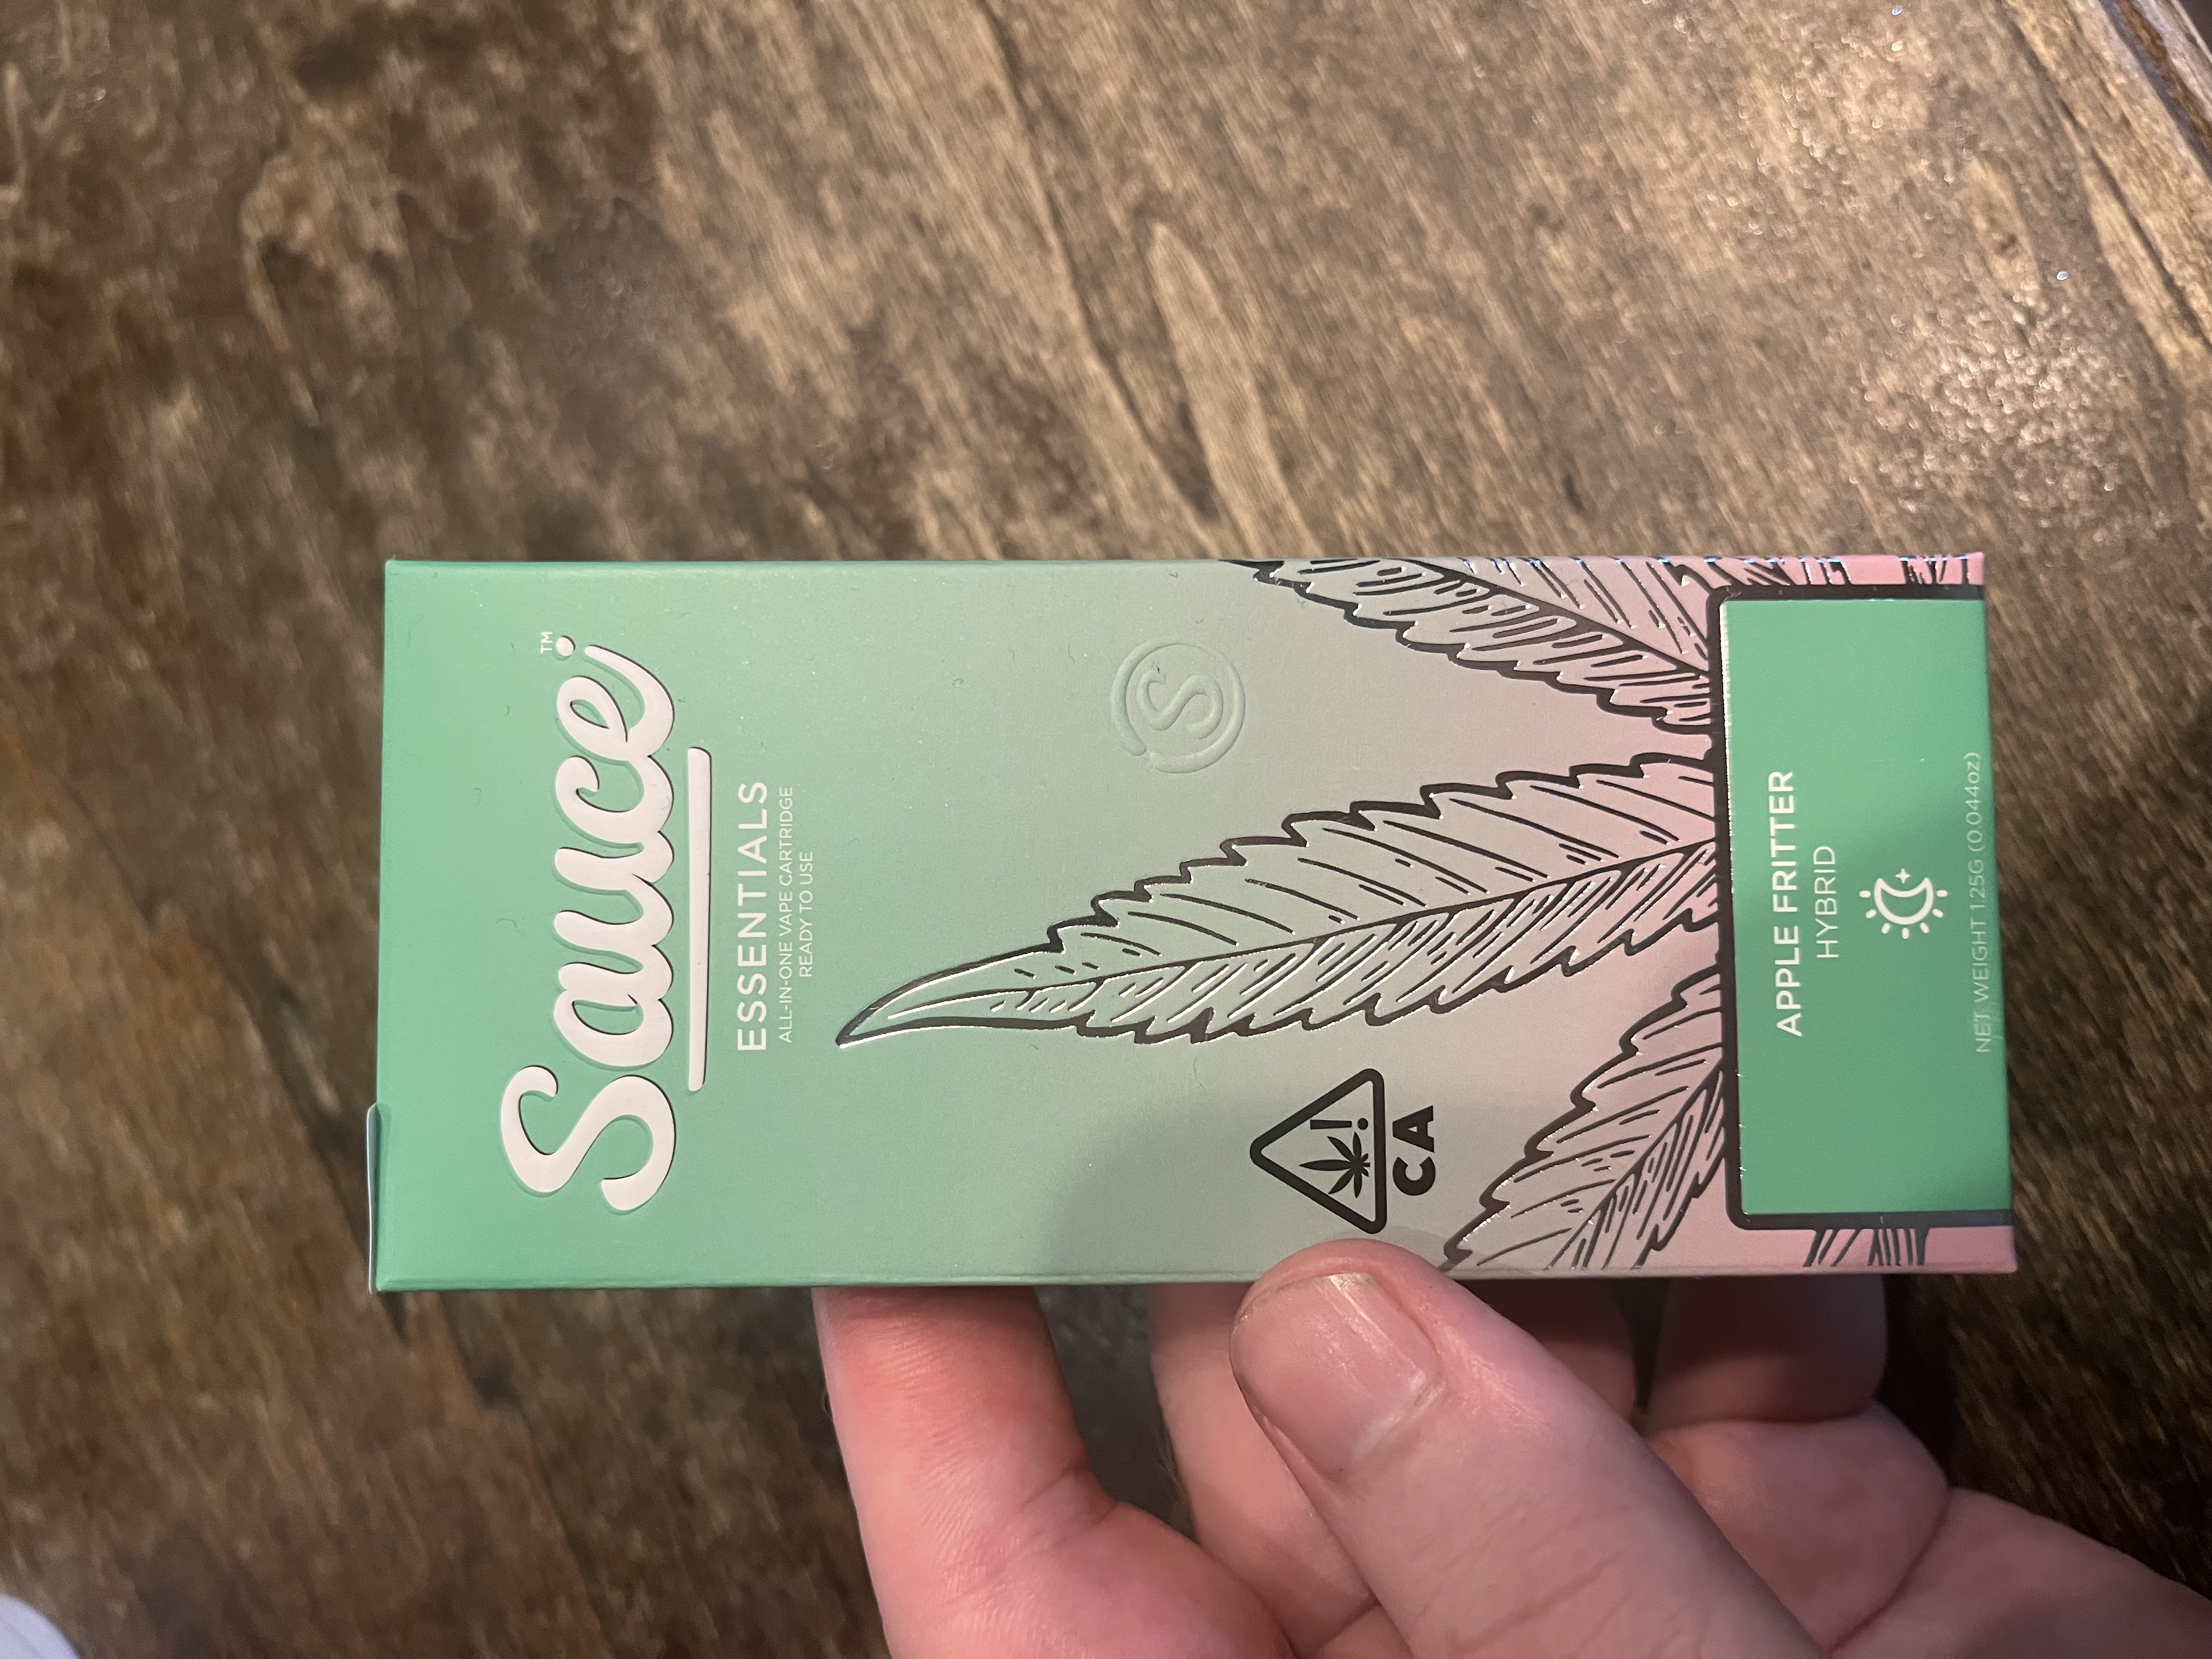 Sauce™
ESSENTIALS
ALL-IN-ONE VAPE CARTRIDGE
READY TO USE
S
!
CA
APPLE FRITTER
HYBRID
NET WEIGHT 1.25G (0.044oz)